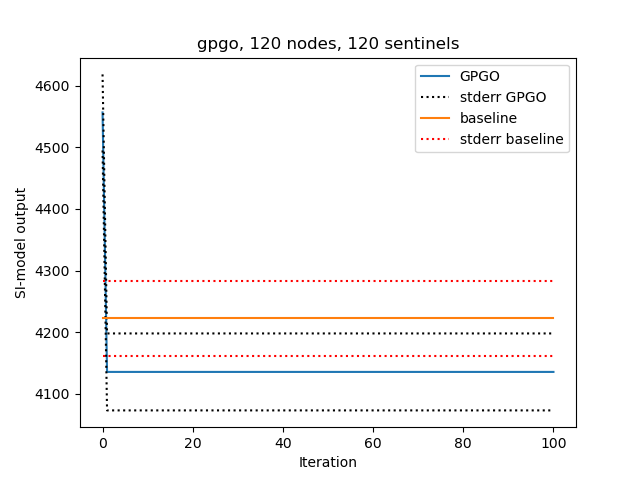 gpgo, 120 nodes, 120 sentinels
GPGO
stderr GPGO
baseline
stderr baseline
SI-model output
4600
4500
4400
4300
4200
4100
0 20 40 60 80 100
Iteration